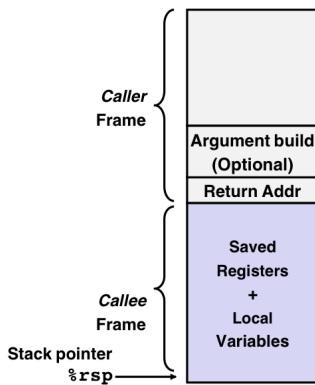 Caller
Frame
Argument build
(Optional)
Return Addr
Saved
Registers
+
Local
Variables
Callee
Frame
Stack pointer
%rsp